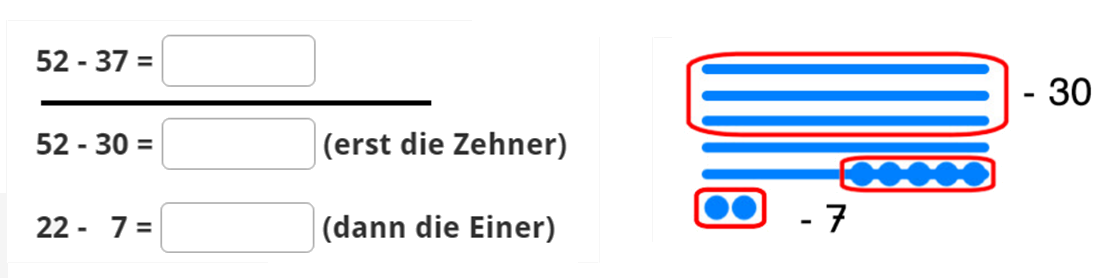 52 - 37 =
52 - 30 = (erst die Zehner)
22 - 7 = (dann die Einer)
- 30
- 7